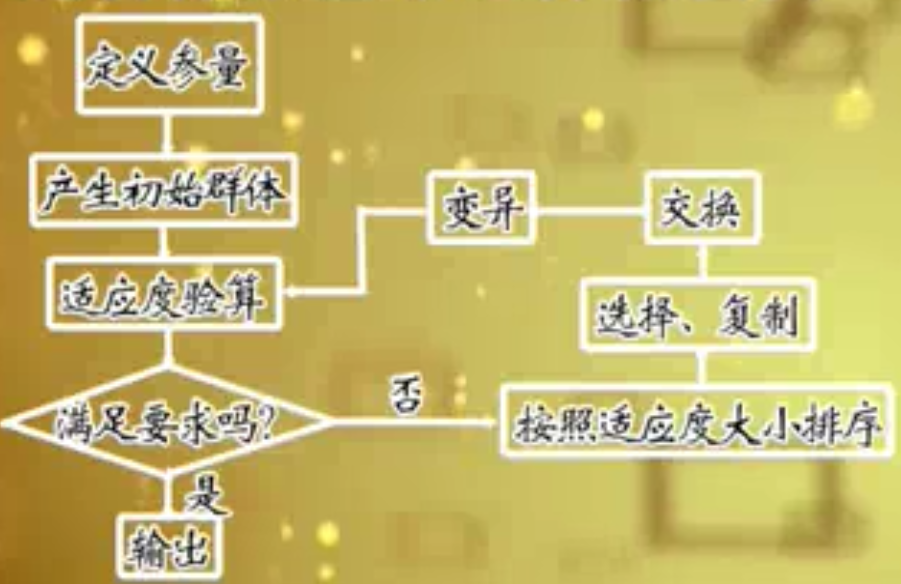 定义参量
产生初始群体
适应度验算
满足要求吗?
是
输出
否
按照适应度大小排序
选择、复制
交换
变异